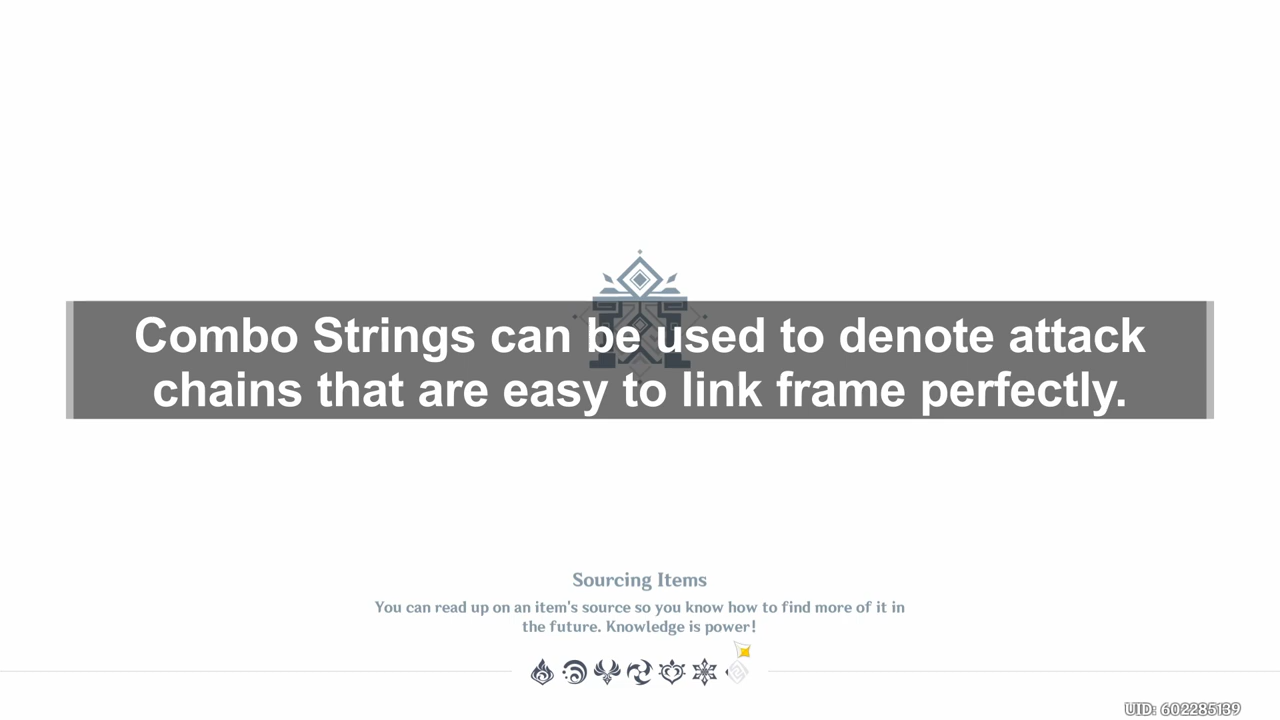 Combo Strings can be used to denote attack
chains that are easy to link frame perfectly.
Sourcing Items
You can read up on an item's source so you know how to find more of it in
the future. Knowledge is power!
UID: 602285139